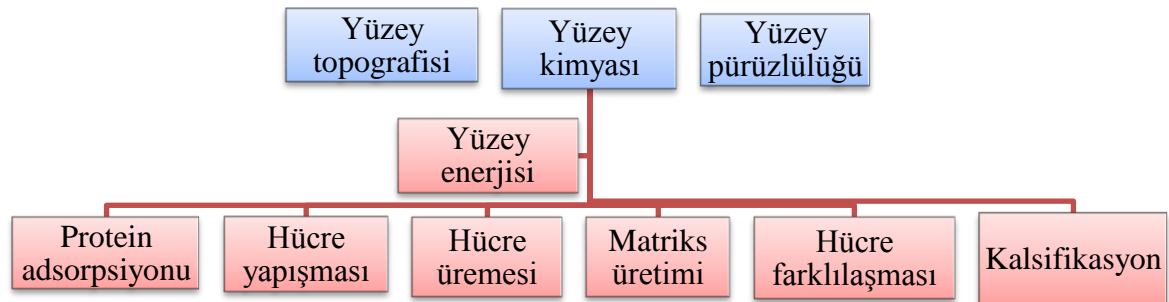 Yüzey
topografisi
Yüzey
kimyası
Yüzey
pürüzlülüğü
Yüzey
enerjisi
Protein
adsorpsiyonu
Hücre
yapışması
Hücre
üremesi
Matriks
üretimi
Hücre
farklılaşması
Kalsifikasyon